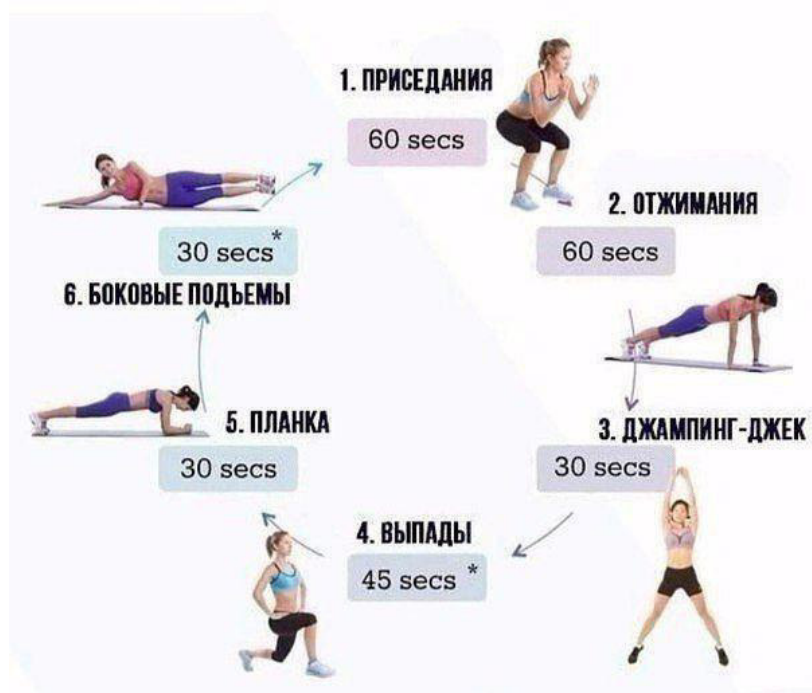 1. ПРИСЕДАНИЯ
60 secs
2. ОТЖИМАНИЯ
60 secs
3. ДЖАМПИНГ-ДЖЕК
30 secs
4. ВЫПАДЫ
45 secs *
5. ПЛАНКА
30 secs
6. БОКОВЫЕ ПОДЪЕМЫ
30 secs*